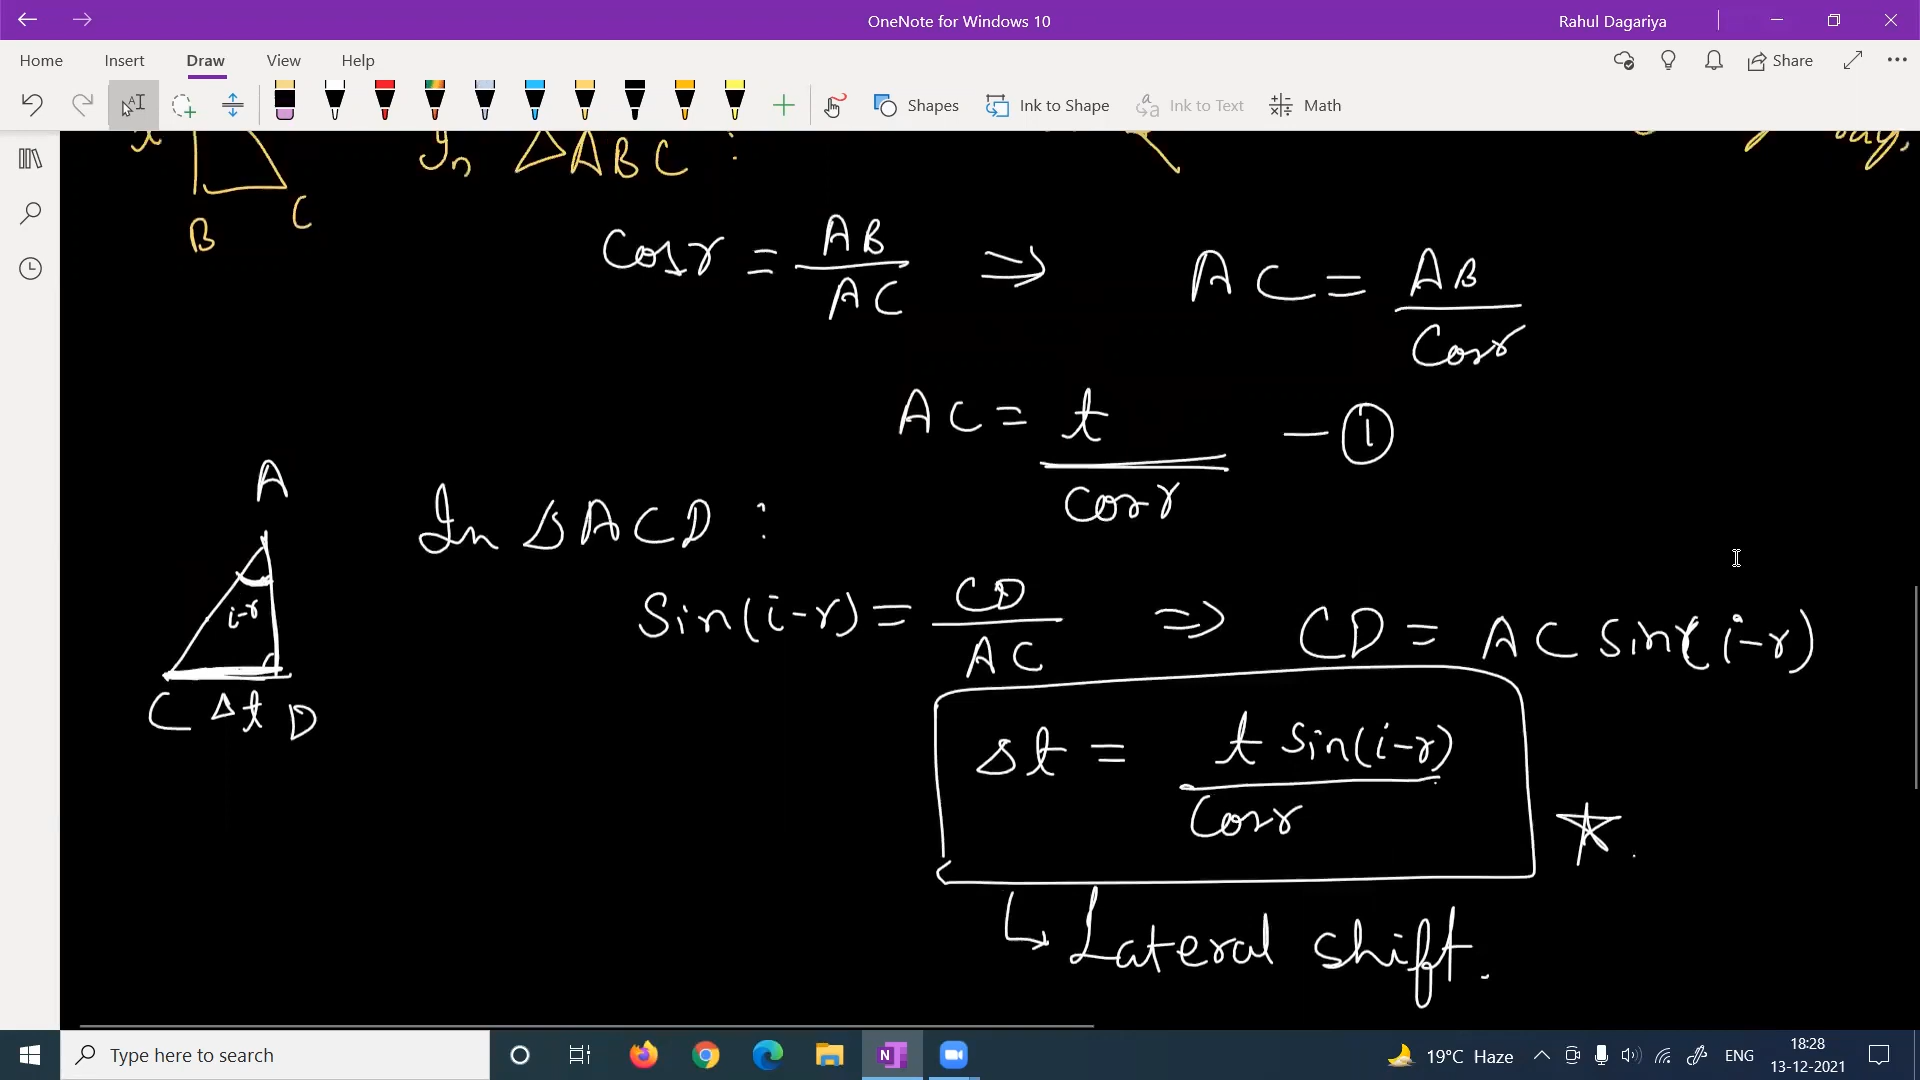 OneNote for Windows 10
Rahul Dagariya
Home Insert Draw View Help
Share
Shapes Ink to Shape Ink to Text Math
In △ABC :
B C
Cos r = AB / AC ⇒ AC = AB / Cos r
AC = t / cos r — ①
A
In △ACD :
i-r
Sin(i-r) = CD / AC ⇒ CD = AC sin(i-r)
C Δt D
Δt = t Sin(i-r) / Cos r
↳ Lateral shift.
Type here to search
19°C Haze
ENG
18:28
13-12-2021